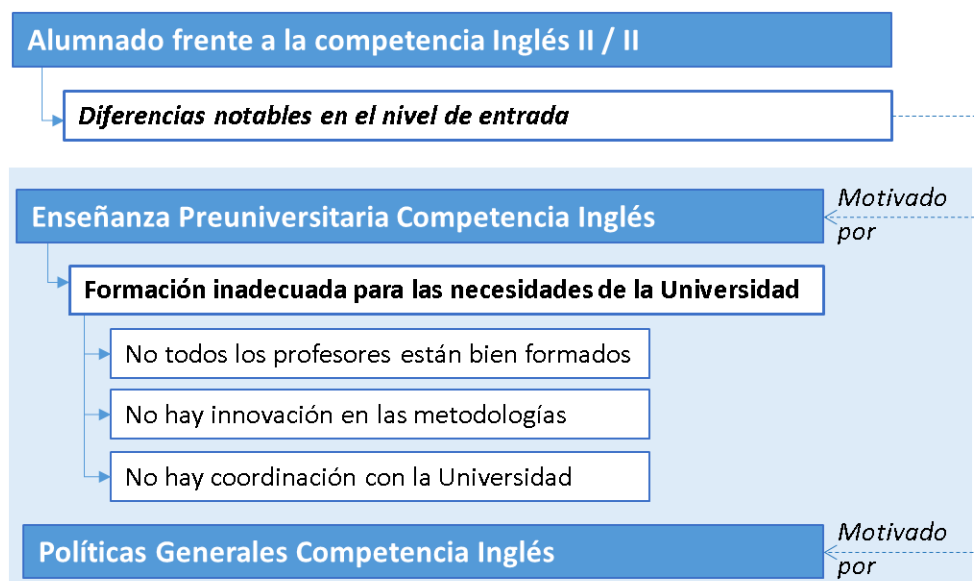 Alumnado frente a la competencia Inglés II / II
Diferencias notables en el nivel de entrada
Enseñanza Preuniversitaria Competencia Inglés
Motivado
por
Formación inadecuada para las necesidades de la Universidad
No todos los profesores están bien formados
No hay innovación en las metodologías
No hay coordinación con la Universidad
Políticas Generales Competencia Inglés
Motivado
por